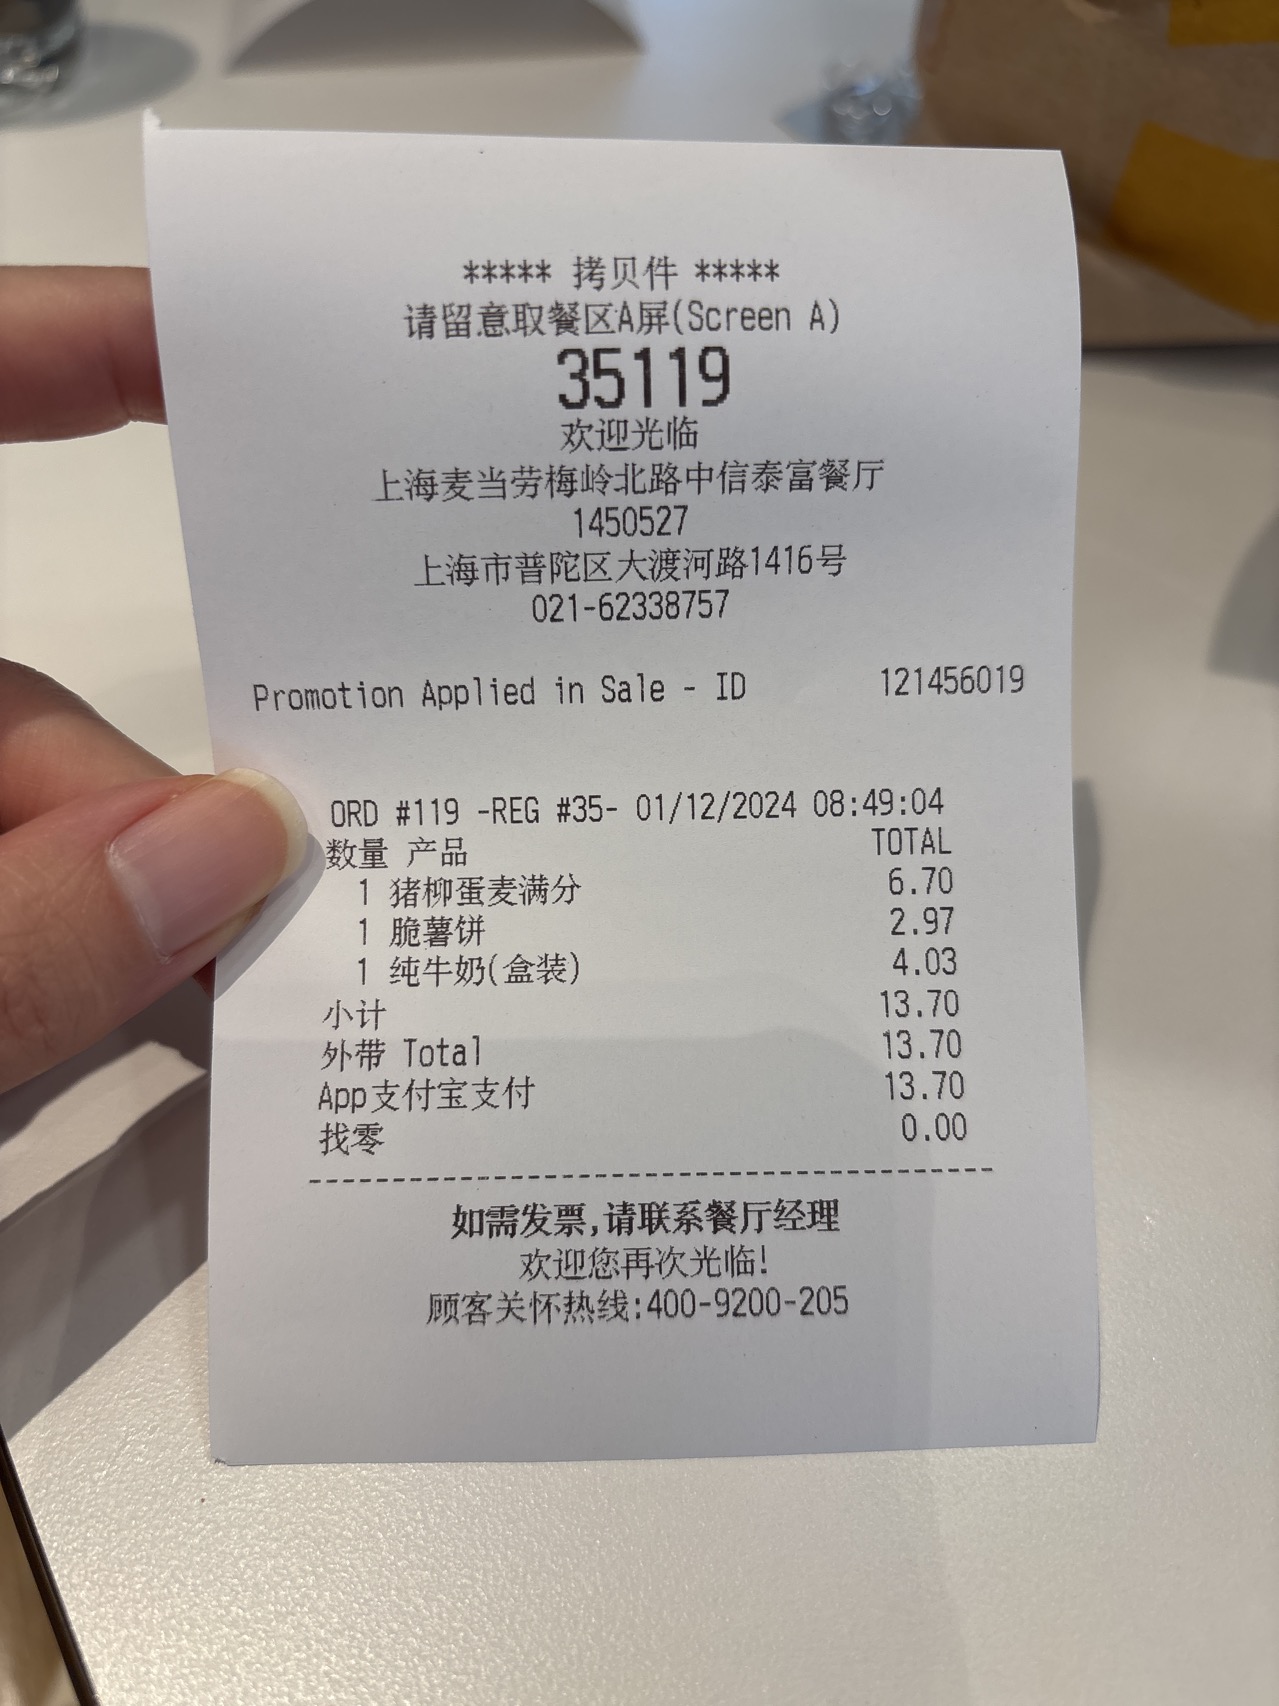 ***** 拷贝件 *****
请留意取餐区A屏(Screen A)
35119
欢迎光临
上海麦当劳梅岭北路中信泰富餐厅
1450527
上海市普陀区大渡河路1416号
021-62338757
Promotion Applied in Sale - ID 121456019
ORD #119 -REG #35- 01/12/2024 08:49:04
数量 产品 TOTAL
1 猪柳蛋麦满分 6.70
1 脆薯饼 2.97
1 纯牛奶(盒装) 4.03
小计 13.70
外带 Total 13.70
App支付宝支付 13.70
找零 0.00
--------------------------------------
如需发票,请联系餐厅经理
欢迎您再次光临!
顾客关怀热线:400-9200-205